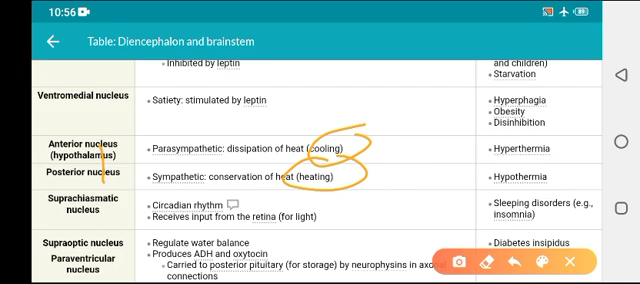 10:56
89
Table: Diencephalon and brainstem
Inhibited by leptin
and children)
Starvation
Ventromedial nucleus
Satiety: stimulated by leptin
Hyperphagia
Obesity
Disinhibition
Anterior nucleus
(hypothalamus)
Parasympathetic: dissipation of heat (cooling)
Hyperthermia
Posterior nucleus
Sympathetic: conservation of heat (heating)
Hypothermia
Suprachiasmatic
nucleus
Circadian rhythm
Receives input from the retina (for light)
Sleeping disorders (e.g.,
insomnia)
Supraoptic nucleus
Paraventricular
nucleus
Regulate water balance
Produces ADH and oxytocin
Carried to posterior pituitary (for storage) by neurophysins in
connections
Diabetes insipidus